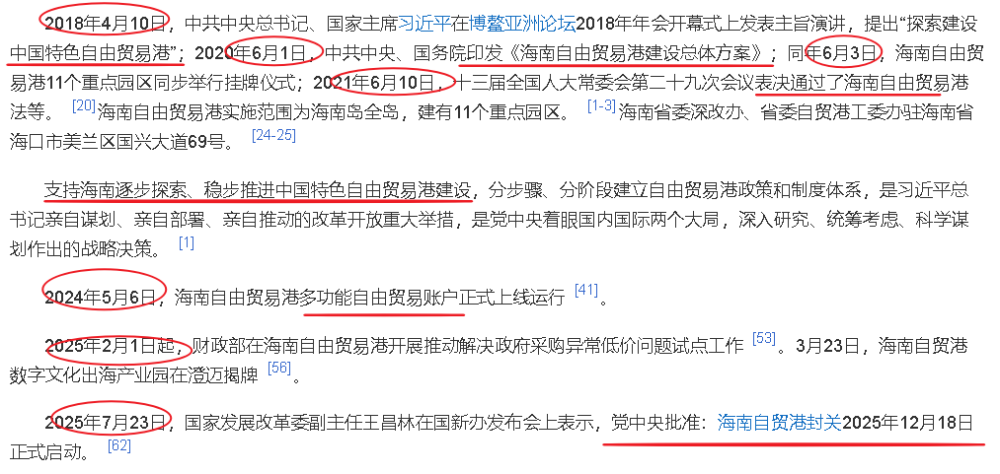 2018年4月10日，中共中央总书记、国家主席习近平在博鳌亚洲论坛2018年年会开幕式上发表主旨演讲，提出“探索建设
中国特色自由贸易港”；2020年6月1日，中共中央、国务院印发《海南自由贸易港建设总体方案》；同年6月3日，海南自由贸
易港11个重点园区同步举行挂牌仪式；2021年6月10日，十三届全国人大常委会第二十九次会议表决通过了海南自由贸易港
法等。 [20]海南自由贸易港实施范围为海南岛全岛，建有11个重点园区。 [1-3]海南省委深改办、省委自贸港工委办驻海南省
海口市美兰区国兴大道69号。 [24-25]
支持海南逐步探索、稳步推进中国特色自由贸易港建设，分步骤、分阶段建立自由贸易港政策和制度体系，是习近平总
书记亲自谋划、亲自部署、亲自推动的改革开放重大举措，是党中央着眼国内国际两个大局，深入研究、统筹考虑、科学谋
划作出的战略决策。 [1]
2024年5月6日，海南自由贸易港多功能自由贸易账户正式上线运行 [41]。
2025年2月1日起，财政部在海南自由贸易港开展推动解决政府采购异常低价问题试点工作 [53]。3月23日，海南自贸港
数字文化出海产业园在澄迈揭牌 [56]。
2025年7月23日，国家发展改革委副主任王昌林在国新办发布会上表示，党中央批准：海南自贸港封关2025年12月18日
正式启动。 [62]